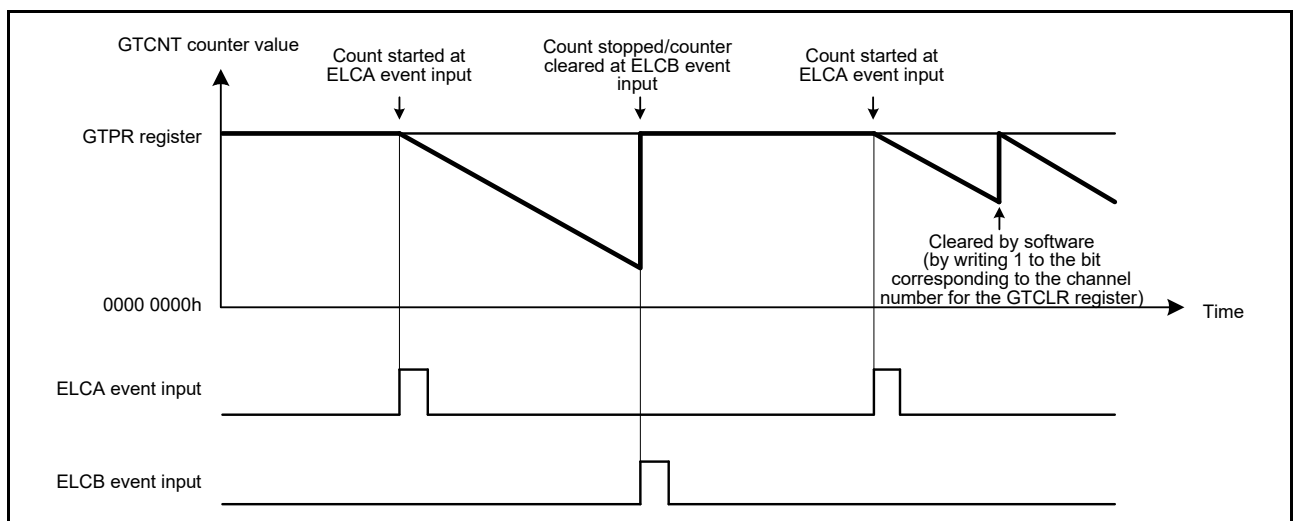 GTCNT counter value
Count started at
ELCA event input
Count stopped/counter
cleared at ELCB event
input
Count started at
ELCA event input
GTPR register
Cleared by software
(by writing 1 to the bit
corresponding to the channel
number for the GTCLR register)
0000 0000h
Time
ELCA event input
ELCB event input